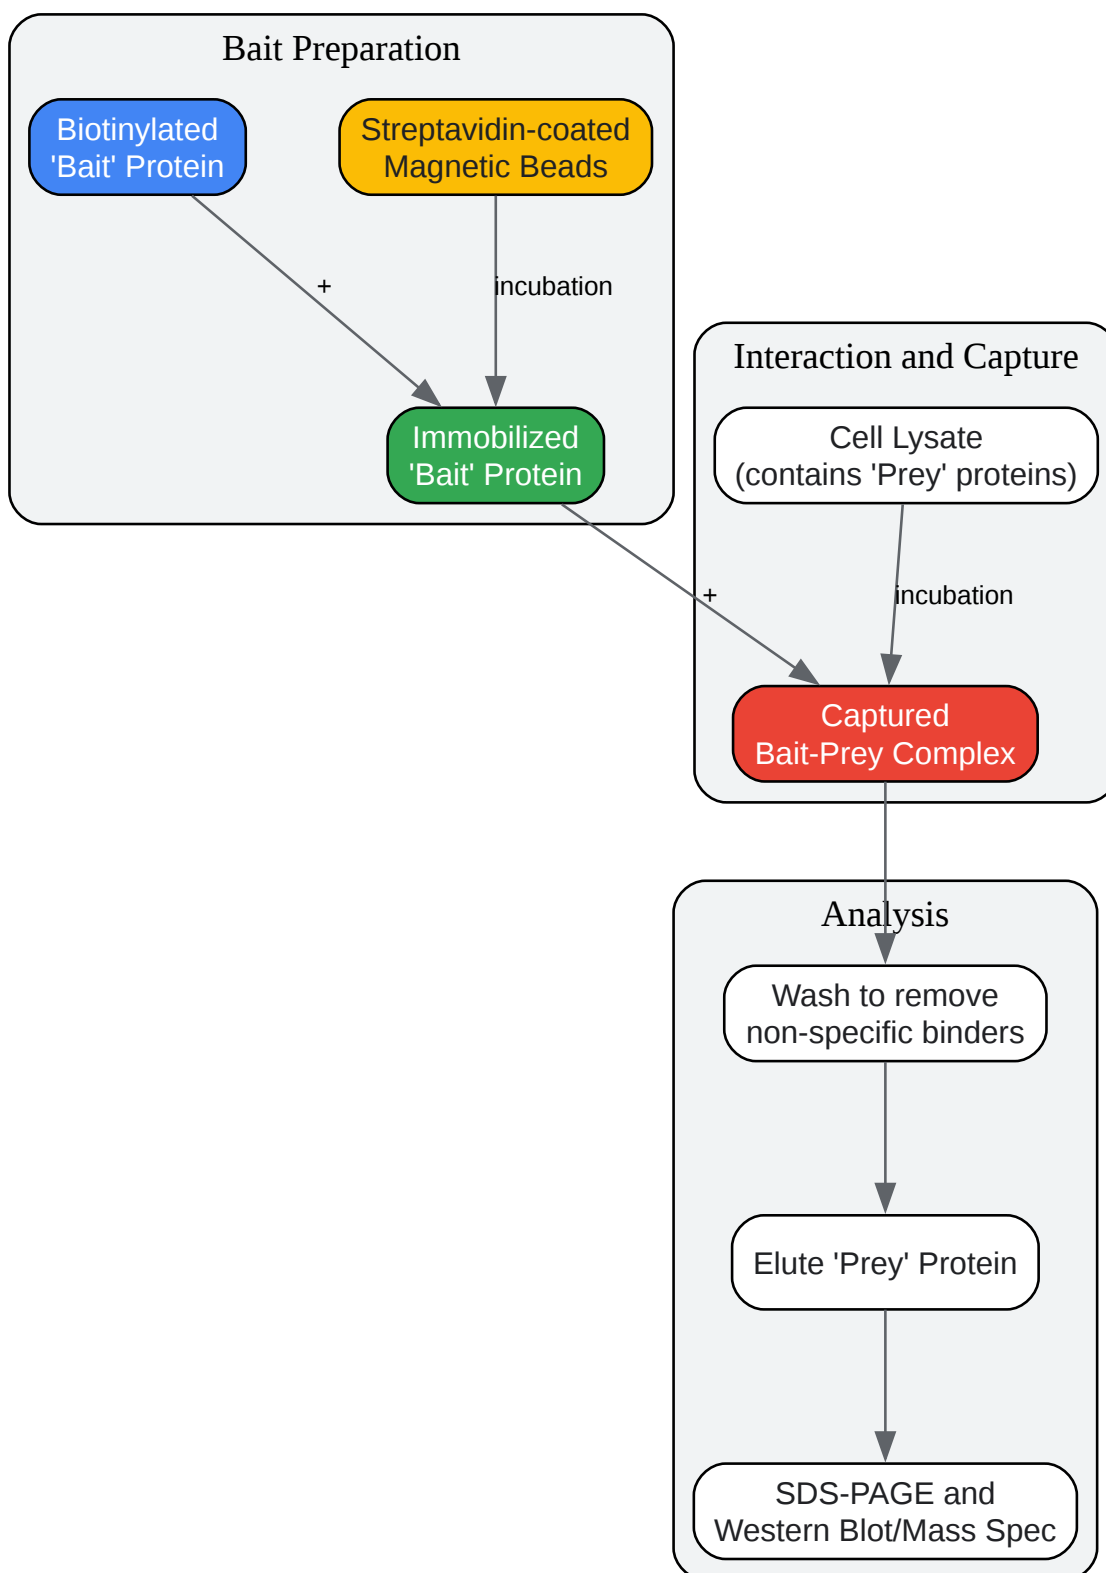 Bait Preparation
Biotinylated
'Bait' Protein
Streptavidin-coated
Magnetic Beads
+
incubation
Immobilized
'Bait' Protein
Interaction and Capture
Cell Lysate
(contains 'Prey' proteins)
+
incubation
Captured
Bait-Prey Complex
Analysis
Wash to remove
non-specific binders
Elute 'Prey' Protein
SDS-PAGE and
Western Blot/Mass Spec